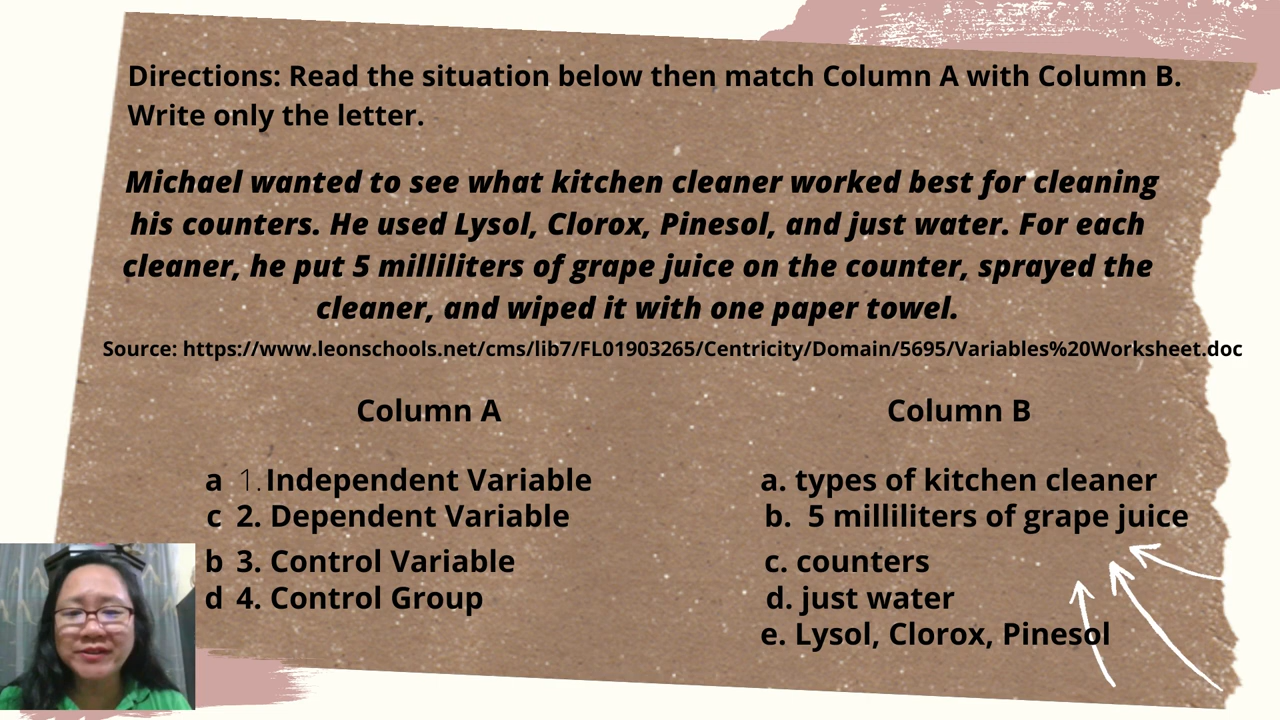 Directions: Read the situation below then match Column A with Column B.
Write only the letter.
Michael wanted to see what kitchen cleaner worked best for cleaning
his counters. He used Lysol, Clorox, Pinesol, and just water. For each
cleaner, he put 5 milliliters of grape juice on the counter, sprayed the
cleaner, and wiped it with one paper towel.
Source: https://www.leonschools.net/cms/lib7/FL01903265/Centricity/Domain/5695/Variables%20Worksheet.doc
Column A
a 1. Independent Variable
c 2. Dependent Variable
b 3. Control Variable
d 4. Control Group
Column B
a. types of kitchen cleaner
b. 5 milliliters of grape juice
c. counters
d. just water
e. Lysol, Clorox, Pinesol